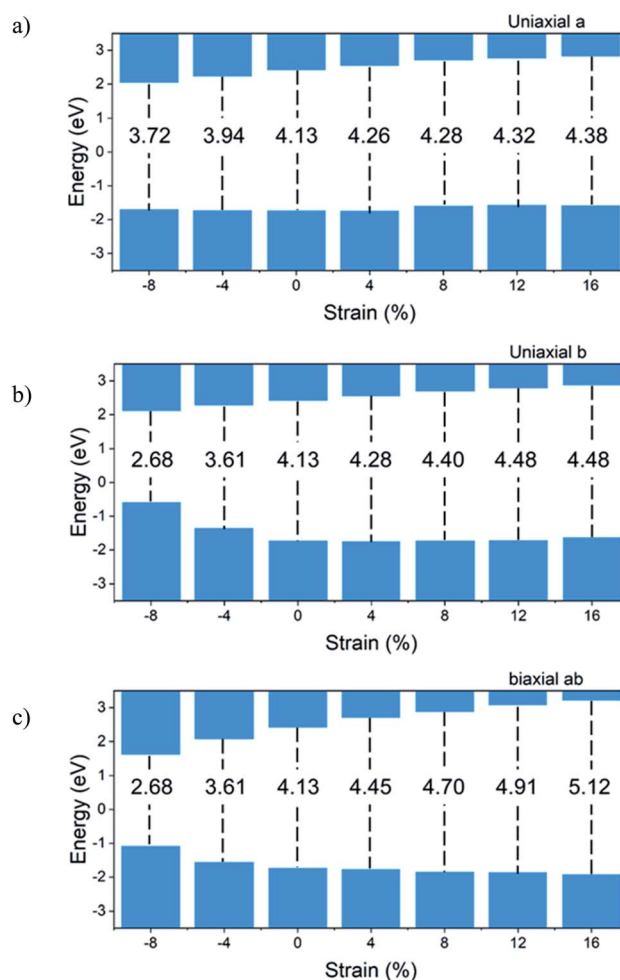 a)
Uniaxial a
Energy (eV)
3
2
1
0
-1
-2
-3
3.72 3.94 4.13 4.26 4.28 4.32 4.38
-8 -4 0 4 8 12 16
Strain (%)
b)
Uniaxial b
Energy (eV)
3
2
1
0
-1
-2
-3
2.68 3.61 4.13 4.28 4.40 4.48 4.48
-8 -4 0 4 8 12 16
Strain (%)
c)
biaxial ab
Energy (eV)
3
2
1
0
-1
-2
-3
2.68 3.61 4.13 4.45 4.70 4.91 5.12
-8 -4 0 4 8 12 16
Strain (%)